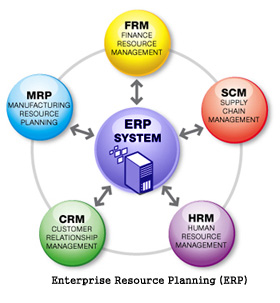 FRM
FINANCE
RESOURCE
MANAGEMENT
MRP
MANUFACTURING
RESOURCE
PLANNING
SCM
SUPPLY
CHAIN
MANAGEMENT
ERP
SYSTEM
CRM
CUSTOMER
RELATIONSHIP
MANAGEMENT
HRM
HUMAN
RESOURCE
MANAGEMENT
Enterprise Resource Planning (ERP)